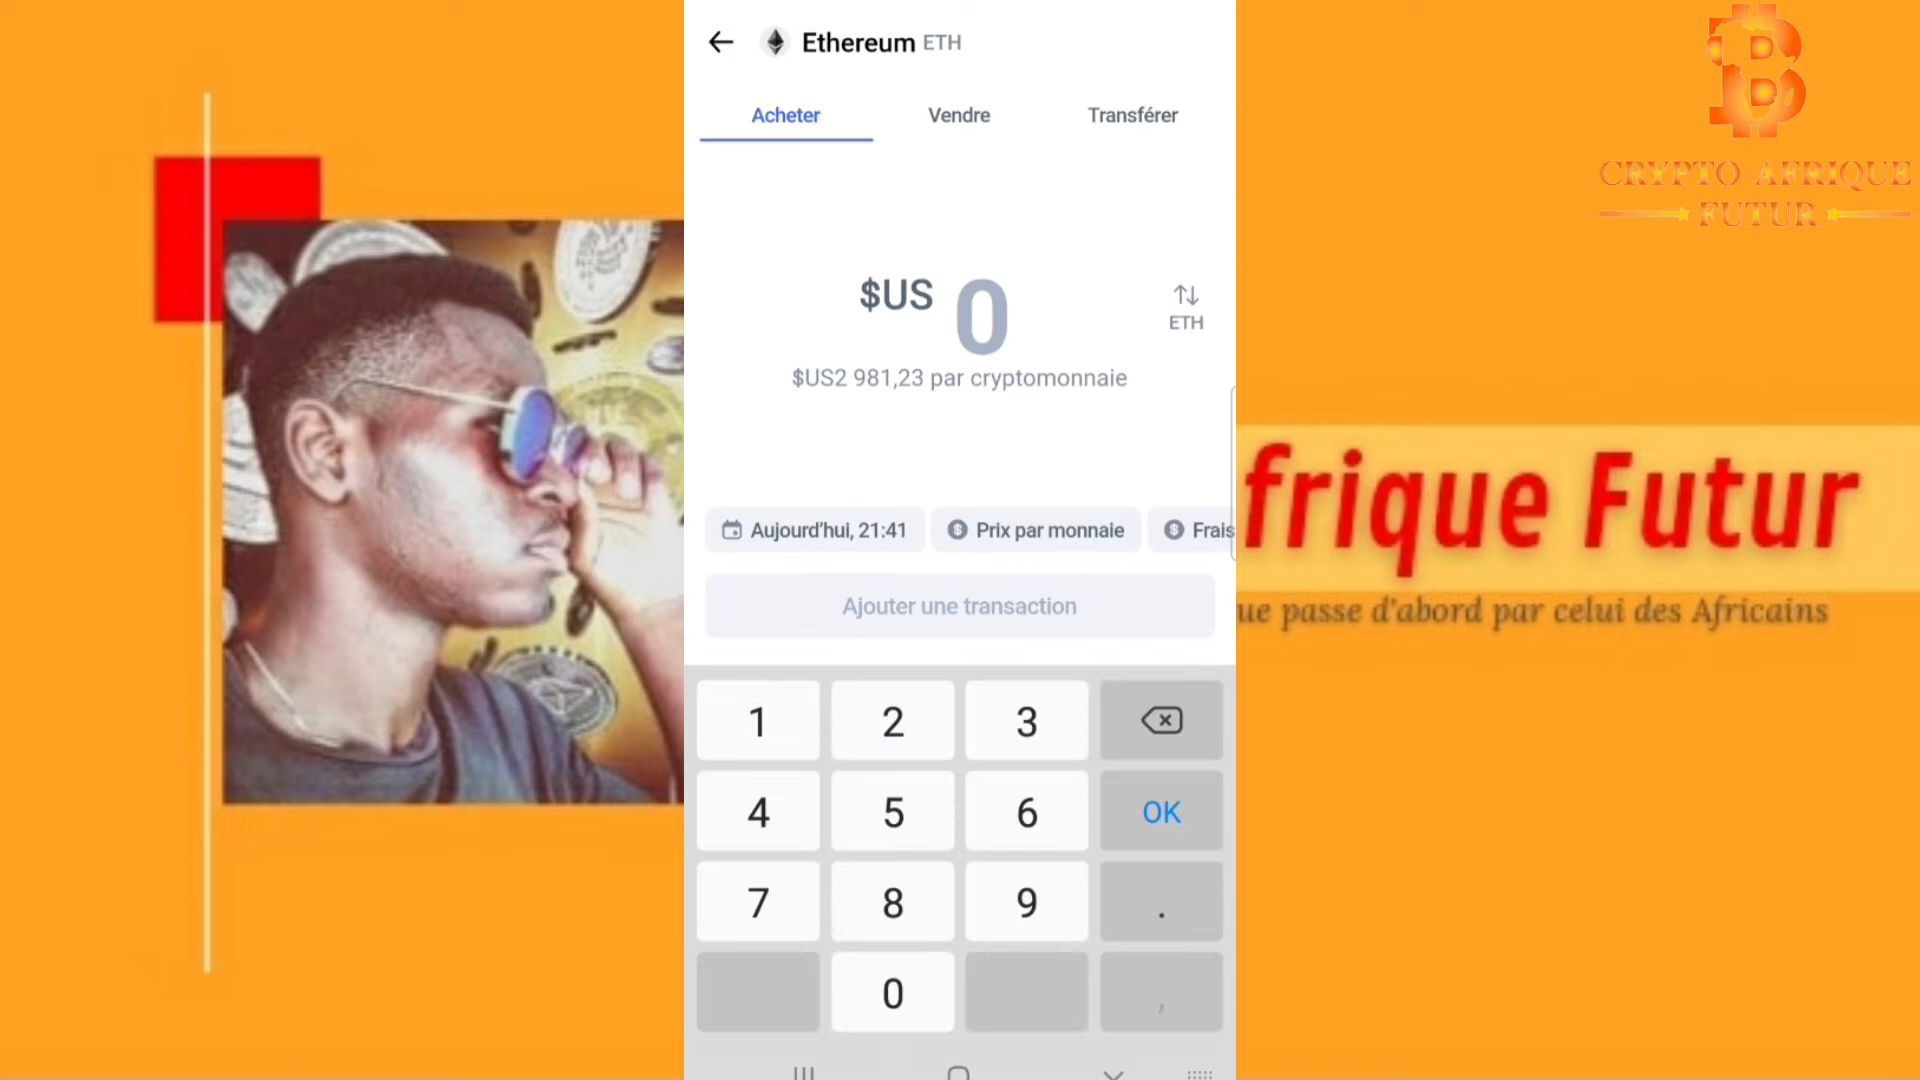 Ethereum ETH
Acheter Vendre Transférer
$US 0
ETH
$US2 981,23 par cryptomonnaie
Aujourd'hui, 21:41 Prix par monnaie Frais
Ajouter une transaction
1 2 3
4 5 6 OK
7 8 9 .
0 ,
CRYPTO AFRIQUE
FUTUR
frique Futur
ue passe d'abord par celui des Africains